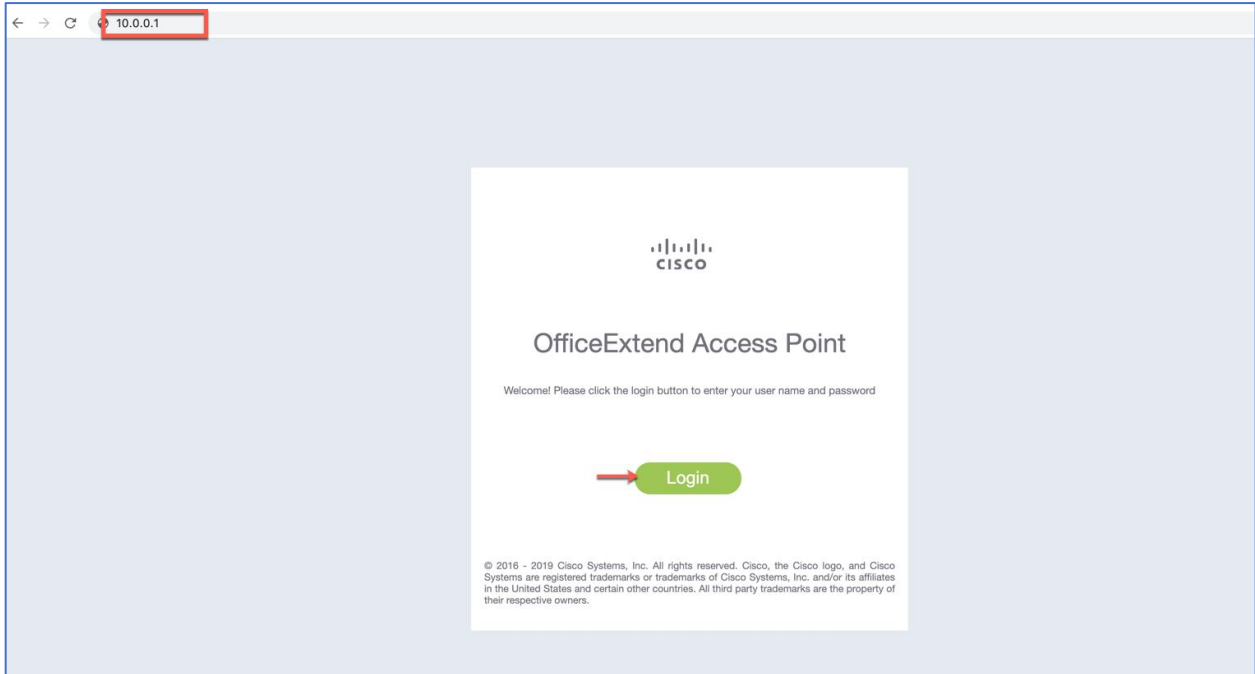 10.0.0.1
CISCO
OfficeExtend Access Point
Welcome! Please click the login button to enter your user name and password
Login
© 2016 - 2019 Cisco Systems, Inc. All rights reserved. Cisco, the Cisco logo, and Cisco
Systems are registered trademarks or trademarks of Cisco Systems, Inc. and/or its affiliates
in the United States and certain other countries. All third party trademarks are the property of
their respective owners.